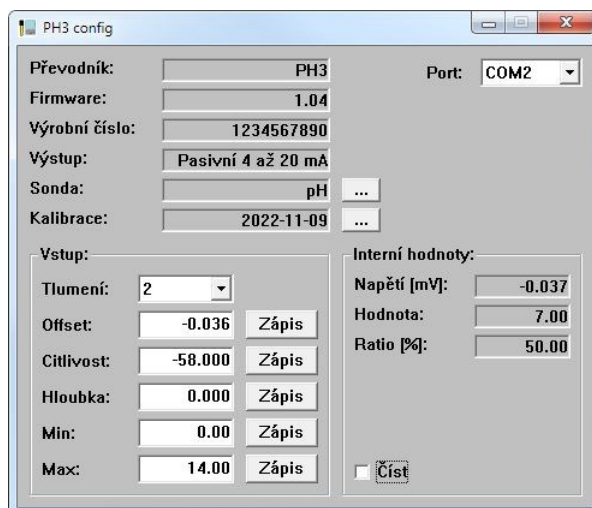 PH3 config
Převodník: PH3 Port: COM2
Firmware: 1.04
Výrobní číslo: 1234567890
Výstup: Pasivní 4 až 20 mA
Sonda: pH ...
Kalibrace: 2022-11-09 ...
Vstup:
Tlumení: 2
Offset: -0.036 Zápis
Citlivost: -58.000 Zápis
Hloubka: 0.000 Zápis
Min: 0.00 Zápis
Max: 14.00 Zápis
Interní hodnoty:
Napětí [mV]: -0.037
Hodnota: 7.00
Ratio [%]: 50.00
Číst